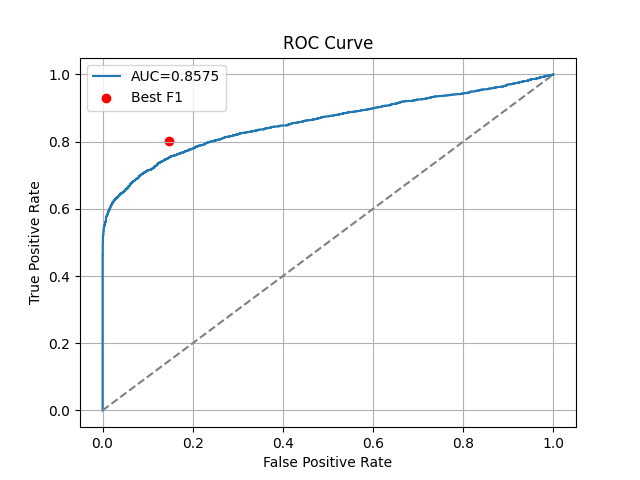 ROC Curve
AUC=0.8575
Best F1
1.0
0.8
0.6
0.4
0.2
0.0
True Positive Rate
0.0 0.2 0.4 0.6 0.8 1.0
False Positive Rate